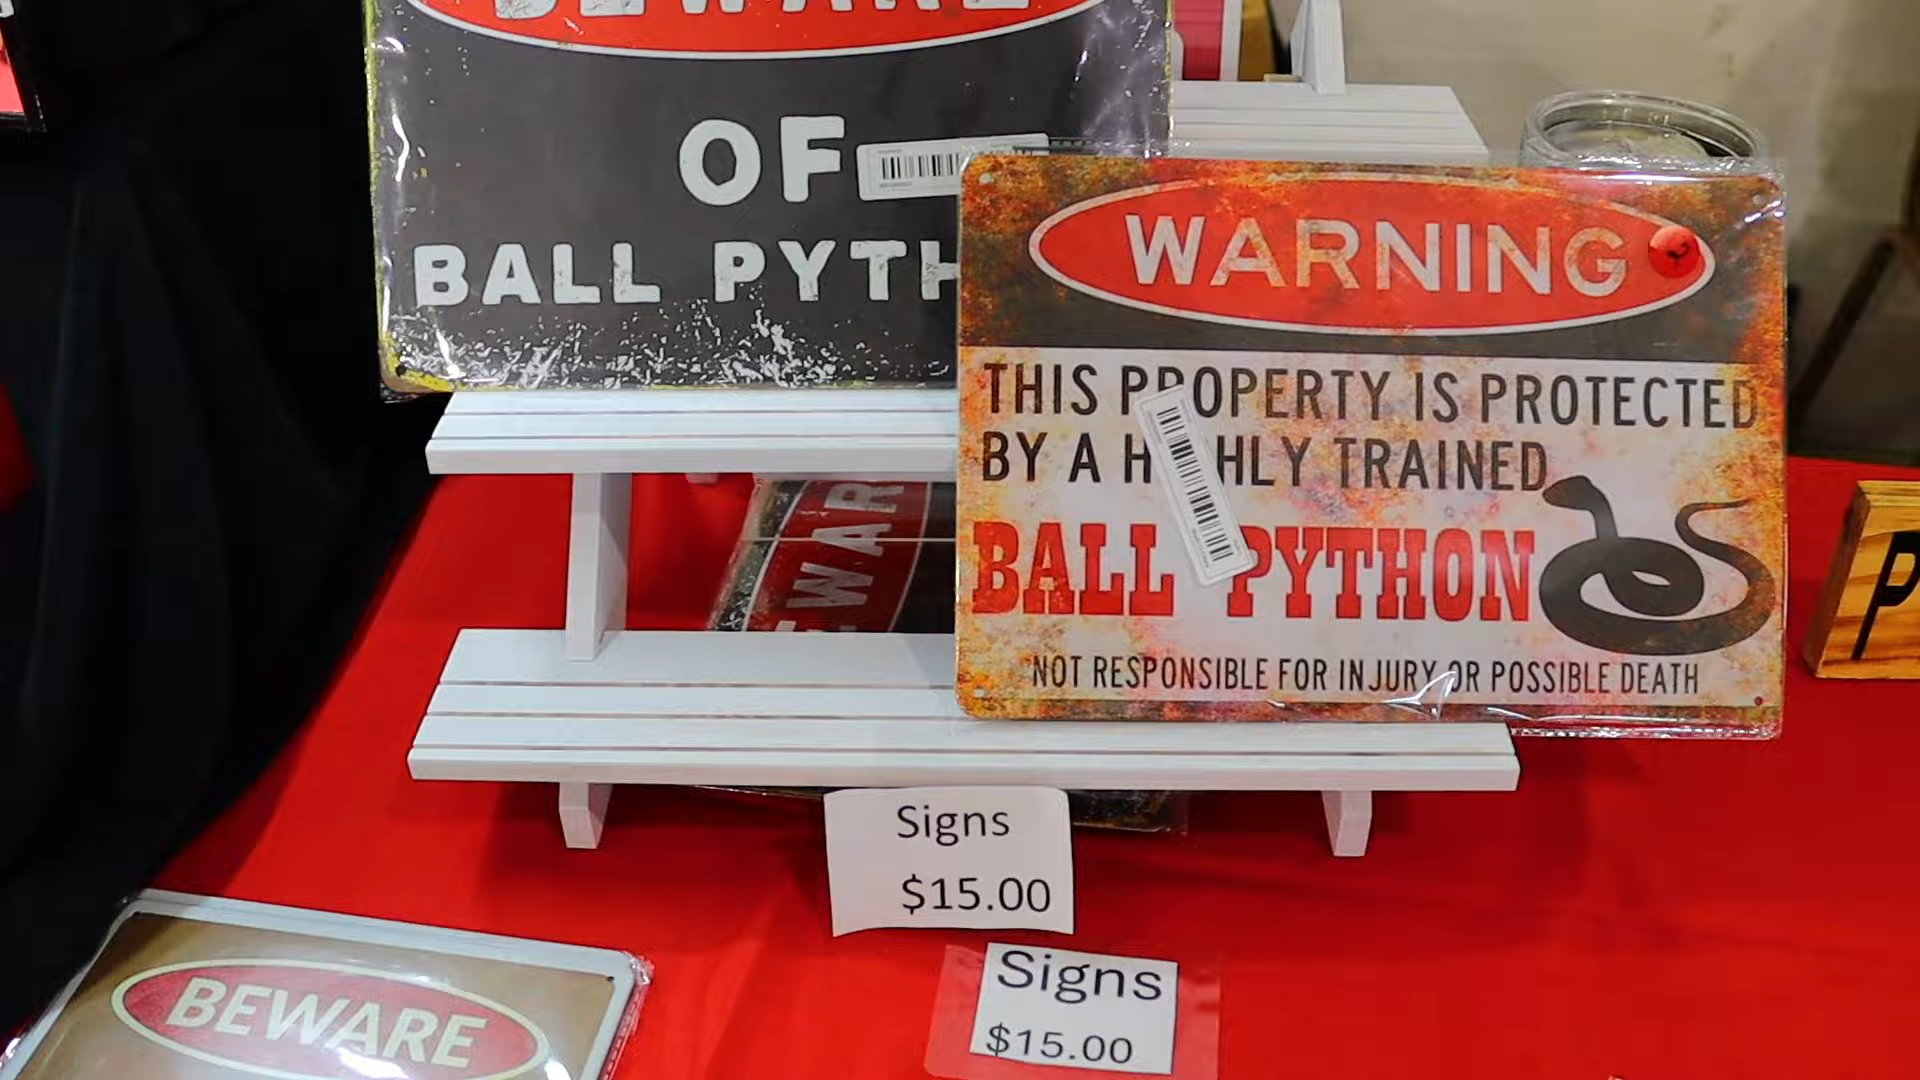 BEWARE
OF
BALL
WARNING
THIS PROPERTY IS PROTECTED
BY A HLY TRAINED
BALL PYTHON
NOT RESPONSIBLE FOR INJURY OR POSSIBLE DEATH
Signs
$15.00
Signs
$15.00
BEWARE